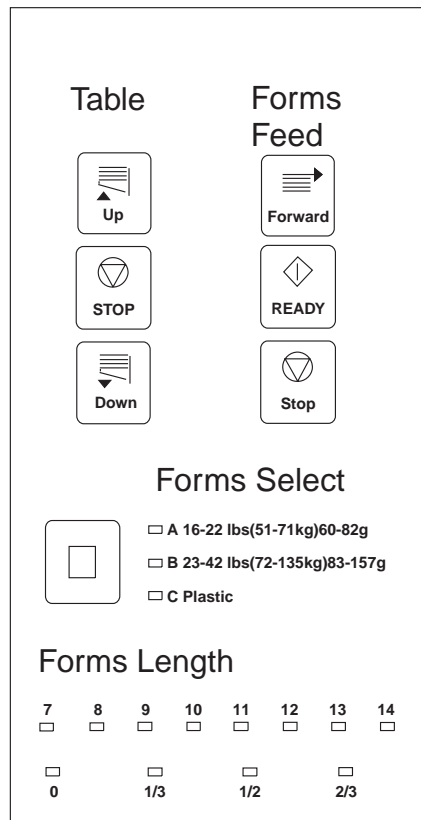 Table
Forms
Feed
Up
Forward
STOP
READY
Down
Stop
Forms Select
A 16-22 lbs(51-71kg)60-82g
B 23-42 lbs(72-135kg)83-157g
C Plastic
Forms Length
7 8 9 10 11 12 13 14
0 1/3 1/2 2/3